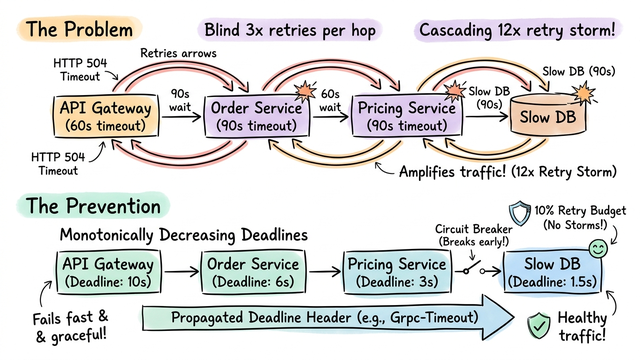 The Problem
Blind 3x retries per hop
Cascading 12x retry storm!
Retries arrows
HTTP 504
Timeout
API Gateway
(60s timeout)
90s
wait
Order Service
(90s timeout)
60s
wait
Pricing Service
(90s timeout)
Slow DB
(90s)
Slow DB (90s)
Slow DB
HTTP 504
Timeout
Amplifies traffic! (12x Retry Storm)
The Prevention
Monotonically Decreasing Deadlines
Circuit Breaker
(Breaks early!)
10% Retry Budget
(No Storms!)
API Gateway
(Deadline: 10s)
Order Service
(Deadline: 6s)
Pricing Service
(Deadline: 3s)
Slow DB
(Deadline: 1.5s)
Fails fast &
& graceful!
Propagated Deadline Header (e.g., Grpc-Timeout)
Healthy
traffic!